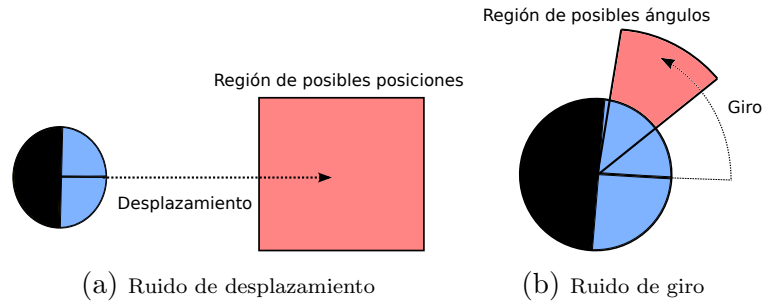 Región de posibles ángulos
Región de posibles posiciones
Giro
Desplazamiento
(a) Ruido de desplazamiento
(b) Ruido de giro